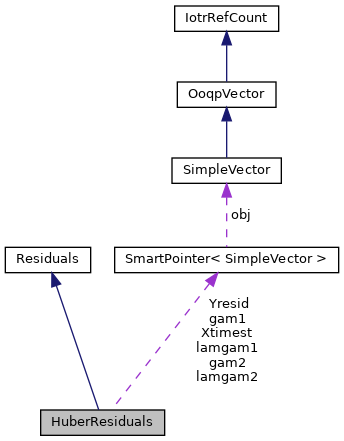 IotrRefCount
OoqpVector
SimpleVector
obj
Residuals
SmartPointer< SimpleVector >
Yresid
gam1
Xtimest
lamgam1
gam2
lamgam2
HuberResiduals